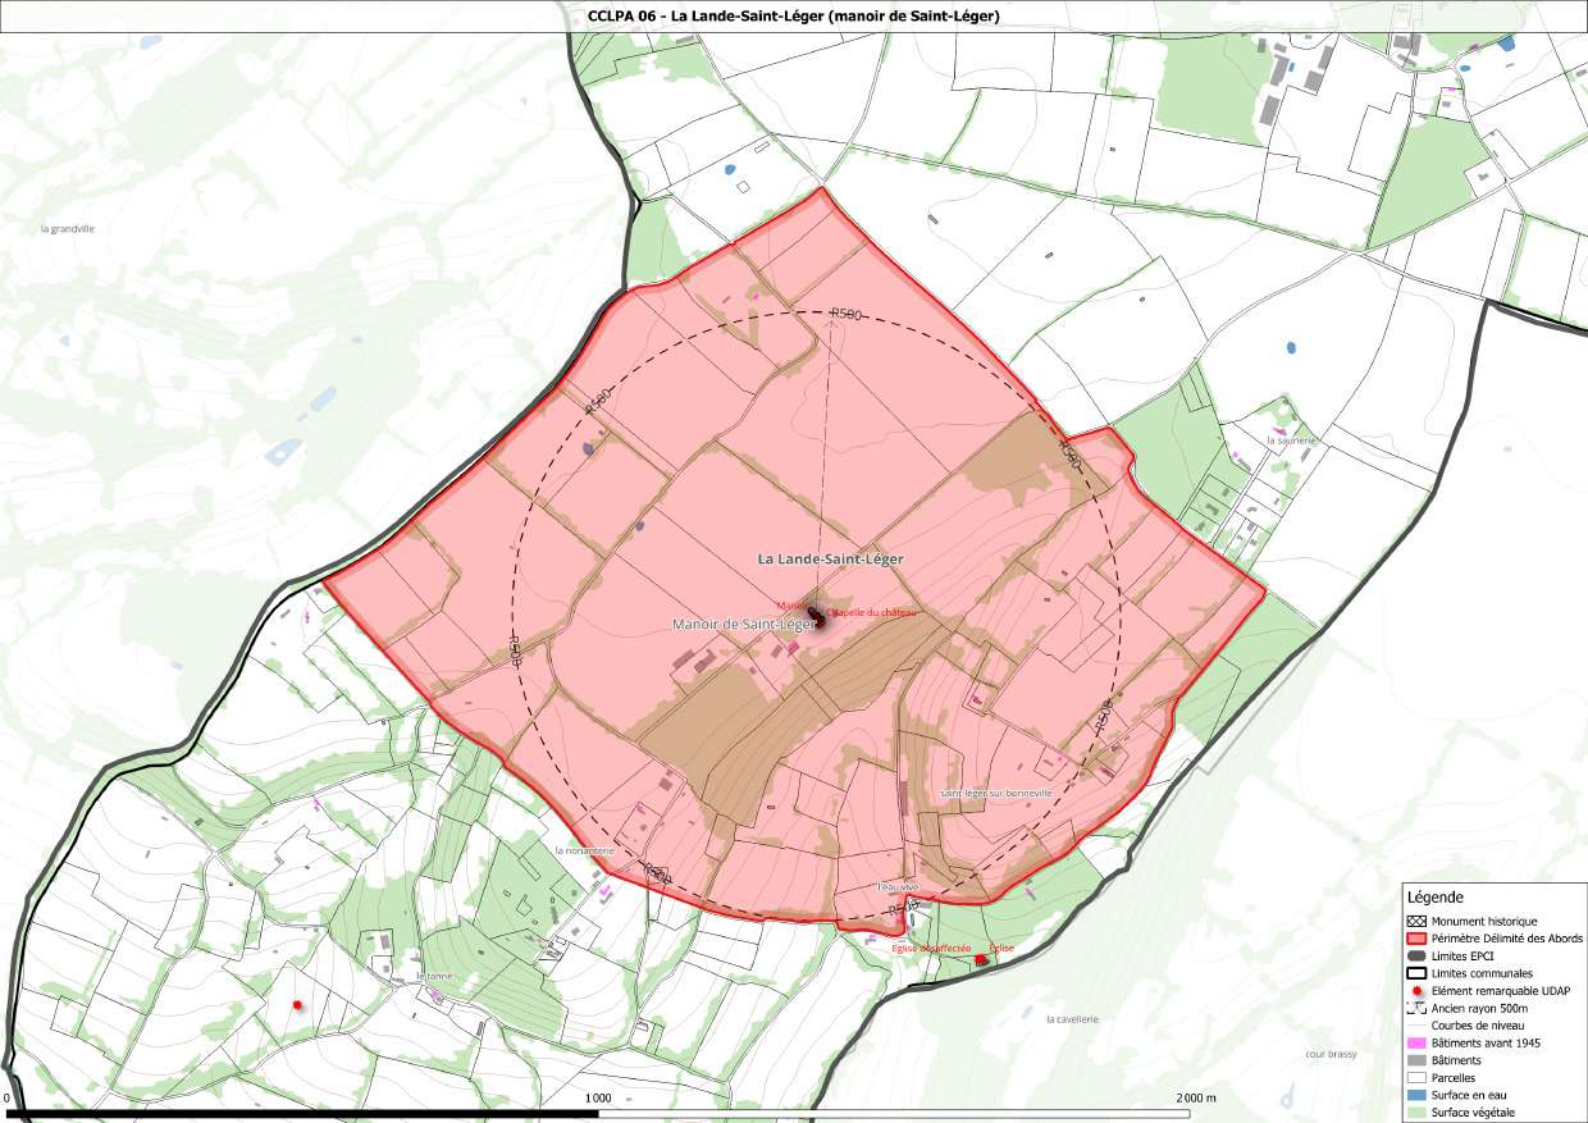 CCLPA 06 - La Lande-Saint-Léger (manoir de Saint-Léger)
la grandville
R500
R500
la saunerie
R500
La Lande-Saint-Léger
Chapelle du château
Manoir de Saint-Léger
R500
R500
saint léger sur bonneville
la nonanterie
R500
l'eau vive
R500
Eglise désaffectée
Église
le tanne
la cavellerie
cour brassy
0
1000
2000 m
Légende
Monument historique
Périmètre Délimité des Abords
Limites EPCI
Limites communales
Elément remarquable UDAP
Ancien rayon 500m
Courbes de niveau
Bâtiments avant 1945
Bâtiments
Parcelles
Surface en eau
Surface végétale